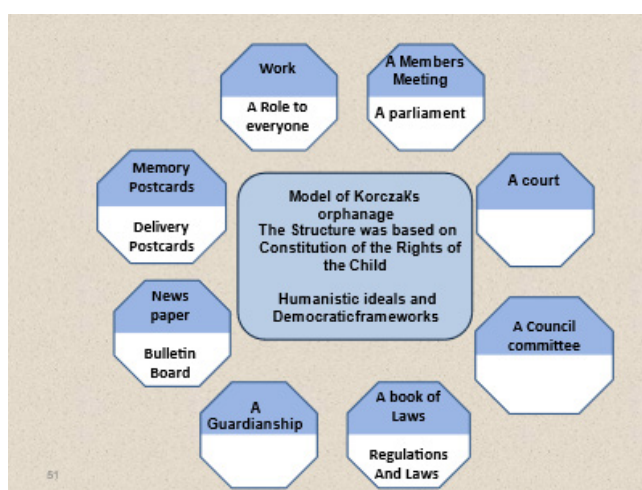 Work
A Role to
everyone
A Members
Meeting
A parliament
Memory
Postcards
Delivery
Postcards
Model of Korczak's
orphanage
The Structure was based on
Constitution of the Rights of
the Child
Humanistic ideals and
Democraticframeworks
A court
News
paper
Bulletin
Board
A Council
committee
A
Guardianship
A book of
Laws
Regulations
And Laws
51